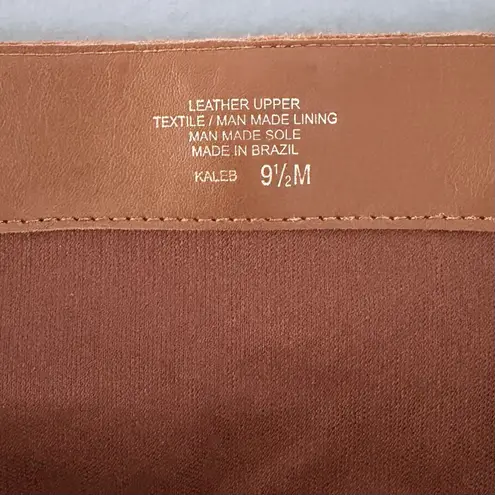 LEATHER UPPER
TEXTILE / MAN MADE LINING
MAN MADE SOLE
MADE IN BRAZIL
KALEB 9½M